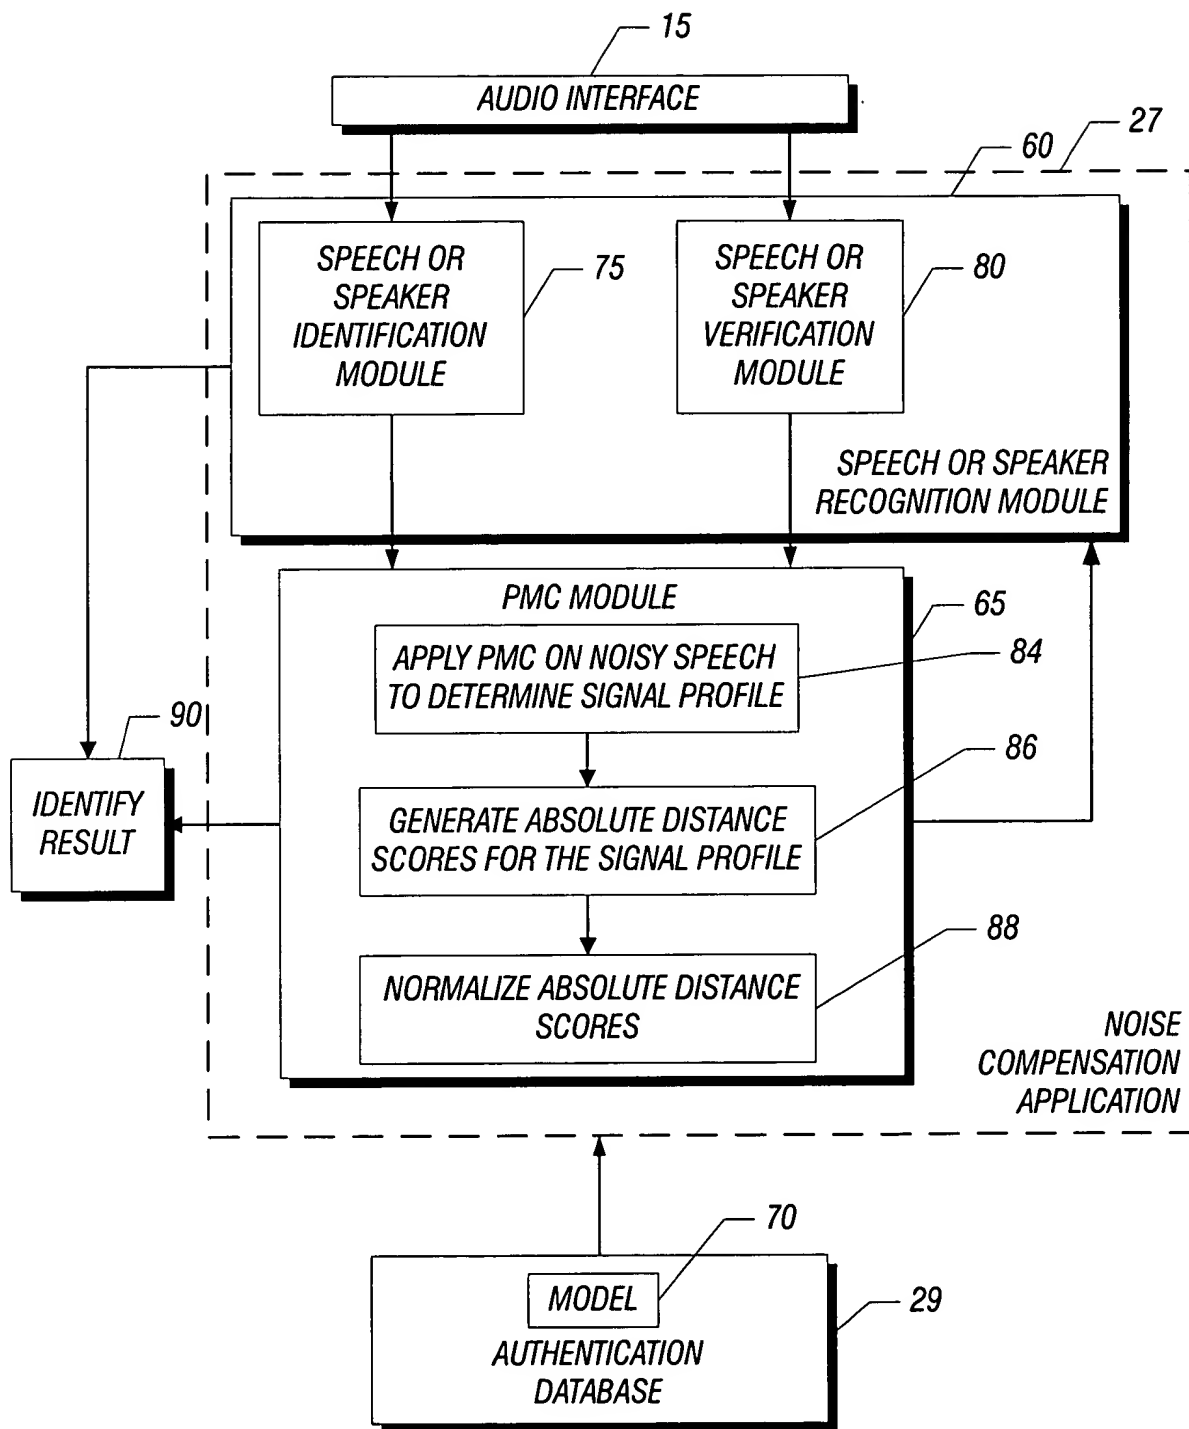 15
AUDIO INTERFACE
27
60
SPEECH OR
SPEAKER
IDENTIFICATION
MODULE
75
SPEECH OR
SPEAKER
VERIFICATION
MODULE
80
SPEECH OR SPEAKER
RECOGNITION MODULE
PMC MODULE
65
APPLY PMC ON NOISY SPEECH
TO DETERMINE SIGNAL PROFILE
84
90
IDENTIFY
RESULT
86
GENERATE ABSOLUTE DISTANCE
SCORES FOR THE SIGNAL PROFILE
88
NORMALIZE ABSOLUTE DISTANCE
SCORES
NOISE
COMPENSATION
APPLICATION
70
MODEL
29
AUTHENTICATION
DATABASE